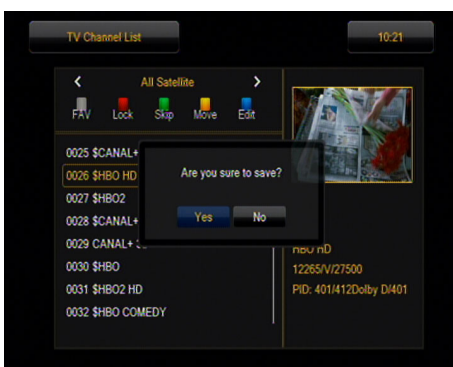 TV Channel List
10:21
All Satellite
FAV Lock Skip Move Edit
0025 $CANAL+
0026 $HBO HD
0027 $HBO2
0028 $CANAL+
0029 CANAL+
0030 $HBO
0031 $HBO2 HD
0032 $HBO COMEDY
Are you sure to save?
Yes No
HBO HD
12265/V/27500
PID: 401/412Dolby D/401